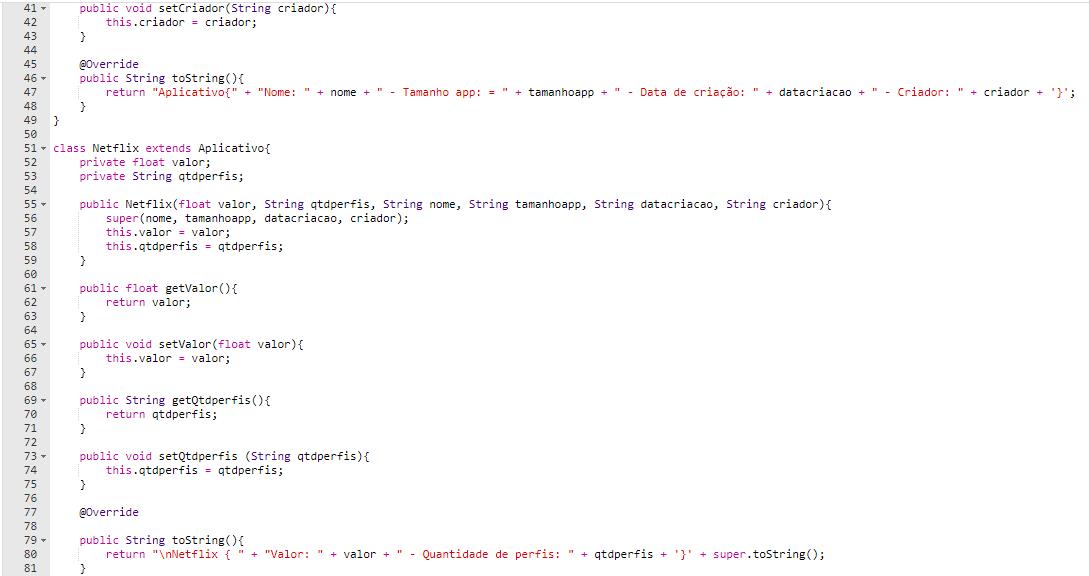 41 public void setCriador(String criador){
42 this.criador = criador;
43 }
44
45 @Override
46 public String toString(){
47 return "Aplicativo{" + "Nome: " + nome + " - Tamanho app: = " + tamanhoapp + " - Data de criação: " + datacriacao + " - Criador: " + criador + '}';
48 }
49 }
50
51 class Netflix extends Aplicativo{
52 private float valor;
53 private String qtdperfis;
54
55 public Netflix(float valor, String qtdperfis, String nome, String tamanhoapp, String datacriacao, String criador){
56 super(nome, tamanhoapp, datacriacao, criador);
57 this.valor = valor;
58 this.qtdperfis = qtdperfis;
59 }
60
61 public float getValor(){
62 return valor;
63 }
64
65 public void setValor(float valor){
66 this.valor = valor;
67 }
68
69 public String getQtdperfis(){
70 return qtdperfis;
71 }
72
73 public void setQtdperfis (String qtdperfis){
74 this.qtdperfis = qtdperfis;
75 }
76
77 @Override
78
79 public String toString(){
80 return "\nNetflix { " + "Valor: " + valor + " - Quantidade de perfis: " + qtdperfis + '}' + super.toString();
81 }